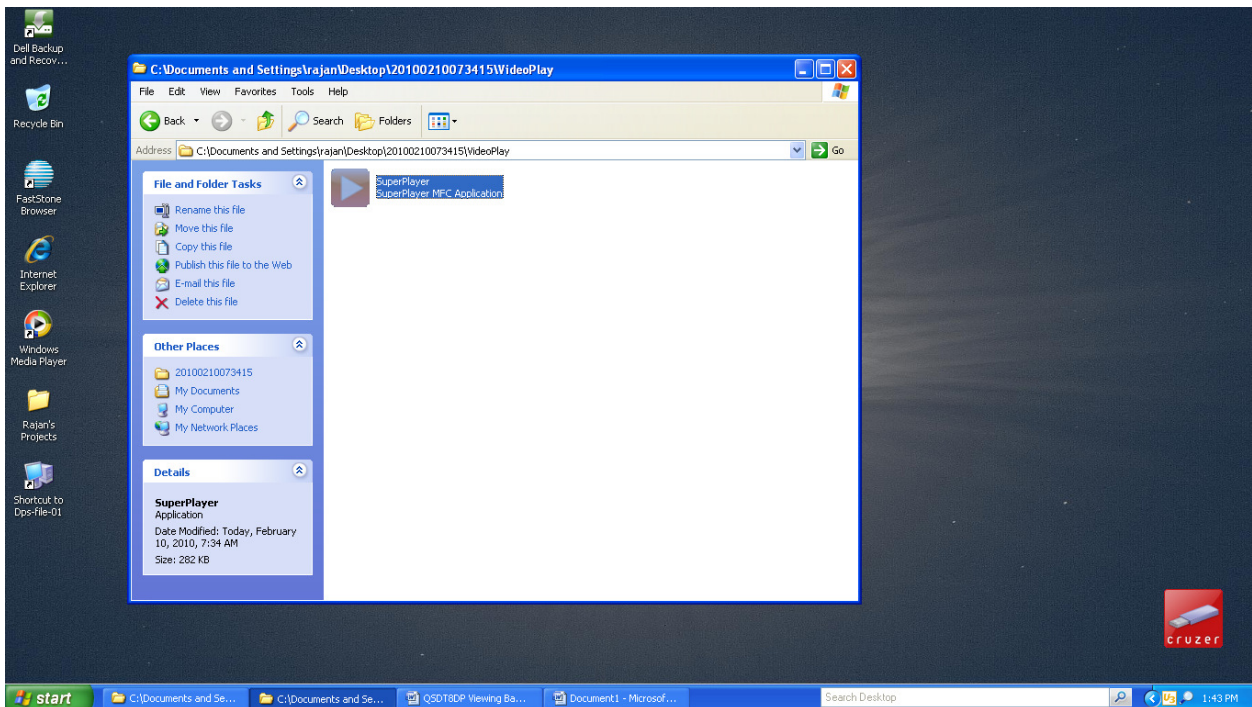 Dell Backup
and Recov...
Recycle Bin
FastStone
Browser
Internet
Explorer
Windows
Media Player
Rajan's
Projects
Shortcut to
Dps-file-01
C:\Documents and Settings\rajan\Desktop\20100210073415\VideoPlay
File Edit View Favorites Tools Help
Back Search Folders
Address C:\Documents and Settings\rajan\Desktop\20100210073415\VideoPlay Go
File and Folder Tasks
Rename this file
Move this file
Copy this file
Publish this file to the Web
E-mail this file
Delete this file
Other Places
20100210073415
My Documents
My Computer
My Network Places
Details
SuperPlayer
Application
Date Modified: Today, February
10, 2010, 7:34 AM
Size: 282 KB
SuperPlayer
SuperPlayer MFC Application
cruzer
start C:\Documents and Se... C:\Documents and Se... QSDT8DP Viewing Ba... Document1 - Microsof... Search Desktop U3 1:43 PM